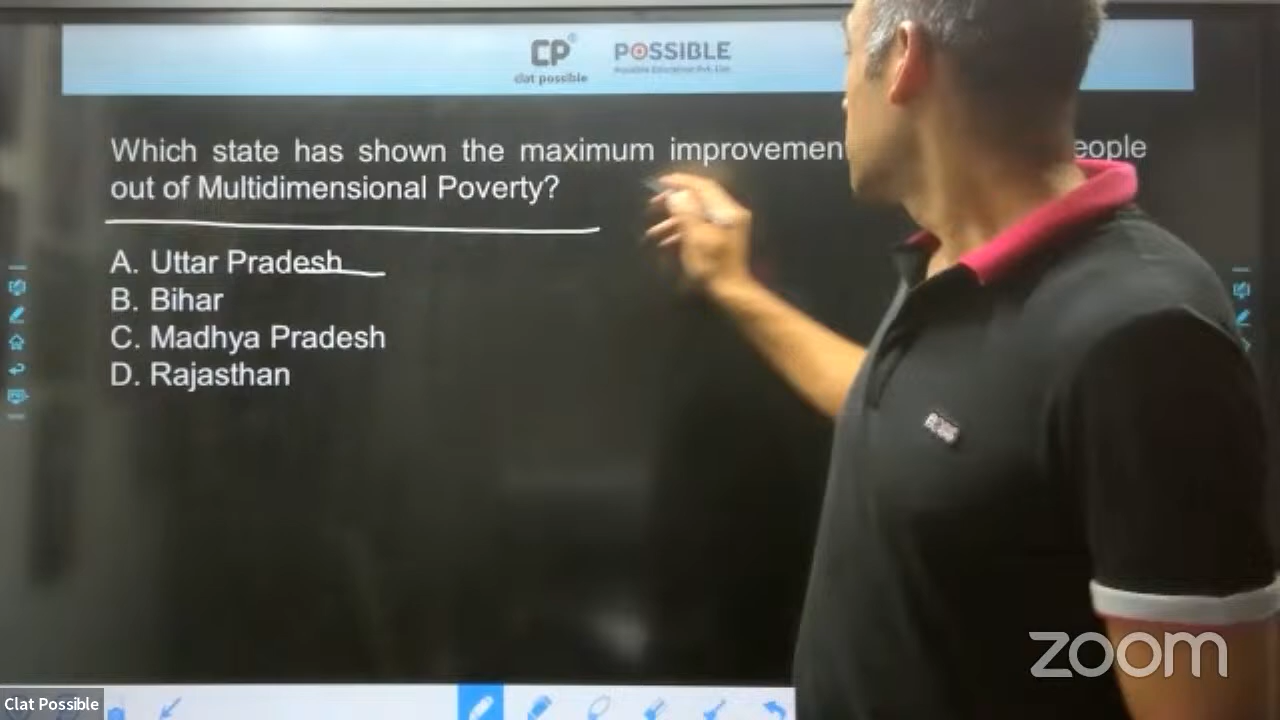 CP
clat possible
POSSIBLE
Which state has shown the maximum improvemen eople
out of Multidimensional Poverty?
A. Uttar Pradesh
B. Bihar
C. Madhya Pradesh
D. Rajasthan
zoom
Clat Possible